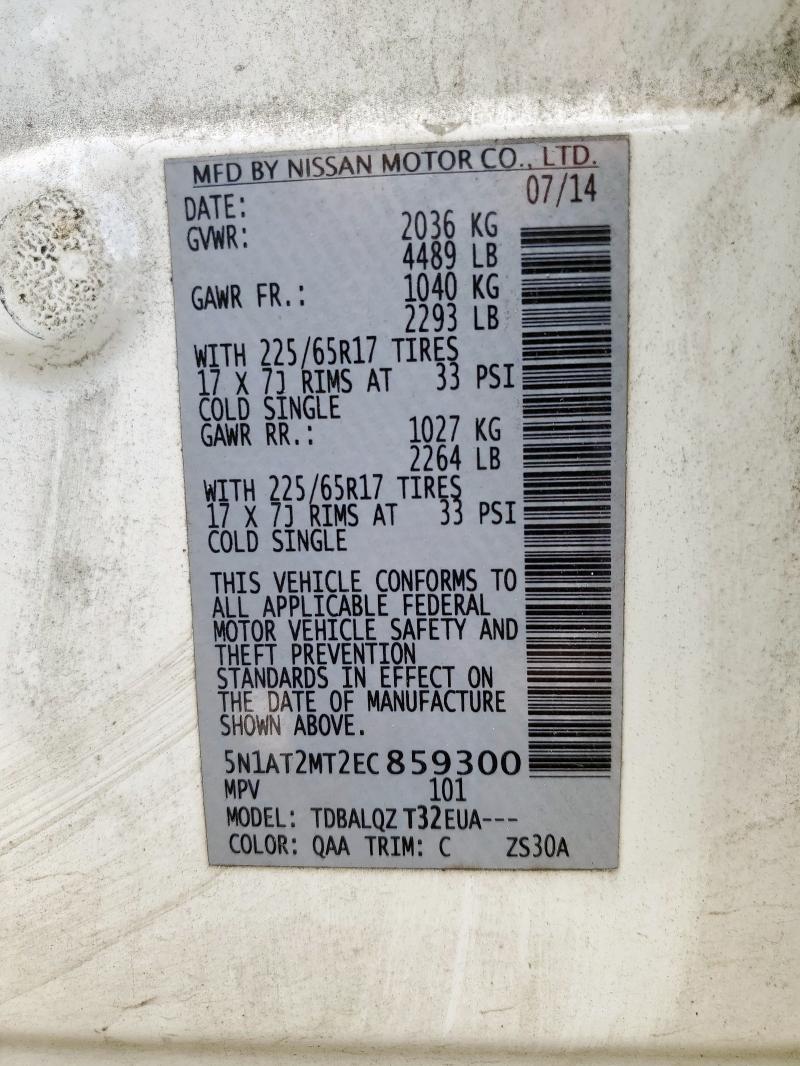 MFD BY NISSAN MOTOR CO., LTD.
DATE: 07/14
GVWR: 2036 KG
4489 LB
GAWR FR.: 1040 KG
2293 LB
WITH 225/65R17 TIRES
17 X 7J RIMS AT 33 PSI
COLD SINGLE
GAWR RR.: 1027 KG
2264 LB
WITH 225/65R17 TIRES
17 X 7J RIMS AT 33 PSI
COLD SINGLE
THIS VEHICLE CONFORMS TO
ALL APPLICABLE FEDERAL
MOTOR VEHICLE SAFETY AND
THEFT PREVENTION
STANDARDS IN EFFECT ON
THE DATE OF MANUFACTURE
SHOWN ABOVE.
5N1AT2MT2EC859300
MPV 101
MODEL: TDBALQZ T32EUA---
COLOR: QAA TRIM: C ZS30A